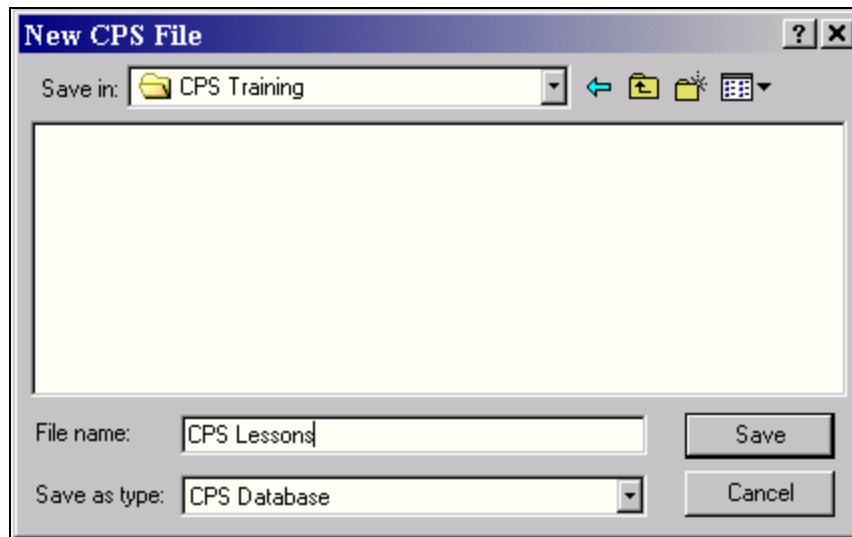 New CPS File
Save in: CPS Training
File name: CPS Lessons Save
Save as type: CPS Database Cancel